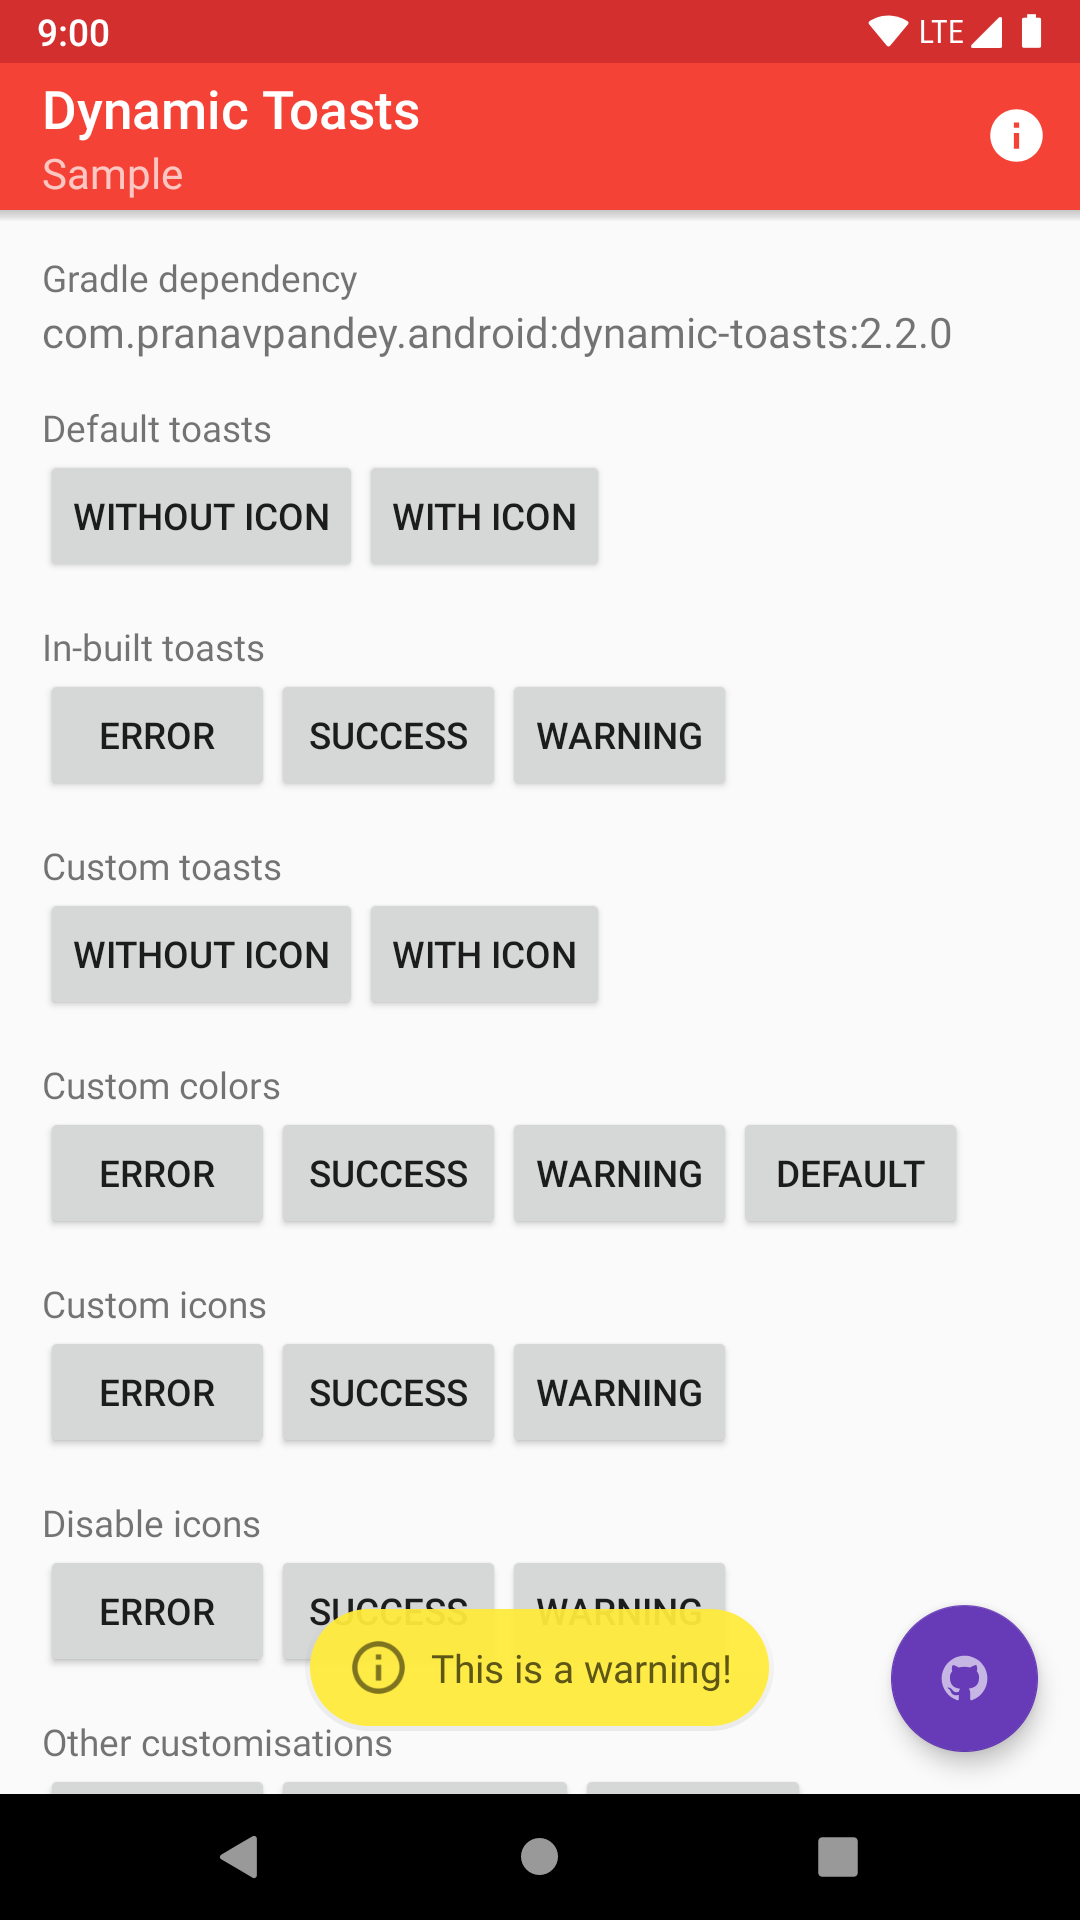 9:00 LTE
Dynamic Toasts
Sample
Gradle dependency
com.pranavpandey.android:dynamic-toasts:2.2.0
Default toasts
WITHOUT ICON WITH ICON
In-built toasts
ERROR SUCCESS WARNING
Custom toasts
WITHOUT ICON WITH ICON
Custom colors
ERROR SUCCESS WARNING DEFAULT
Custom icons
ERROR SUCCESS WARNING
Disable icons
ERROR SUCCESS WARNING
This is a warning!
Other customisations